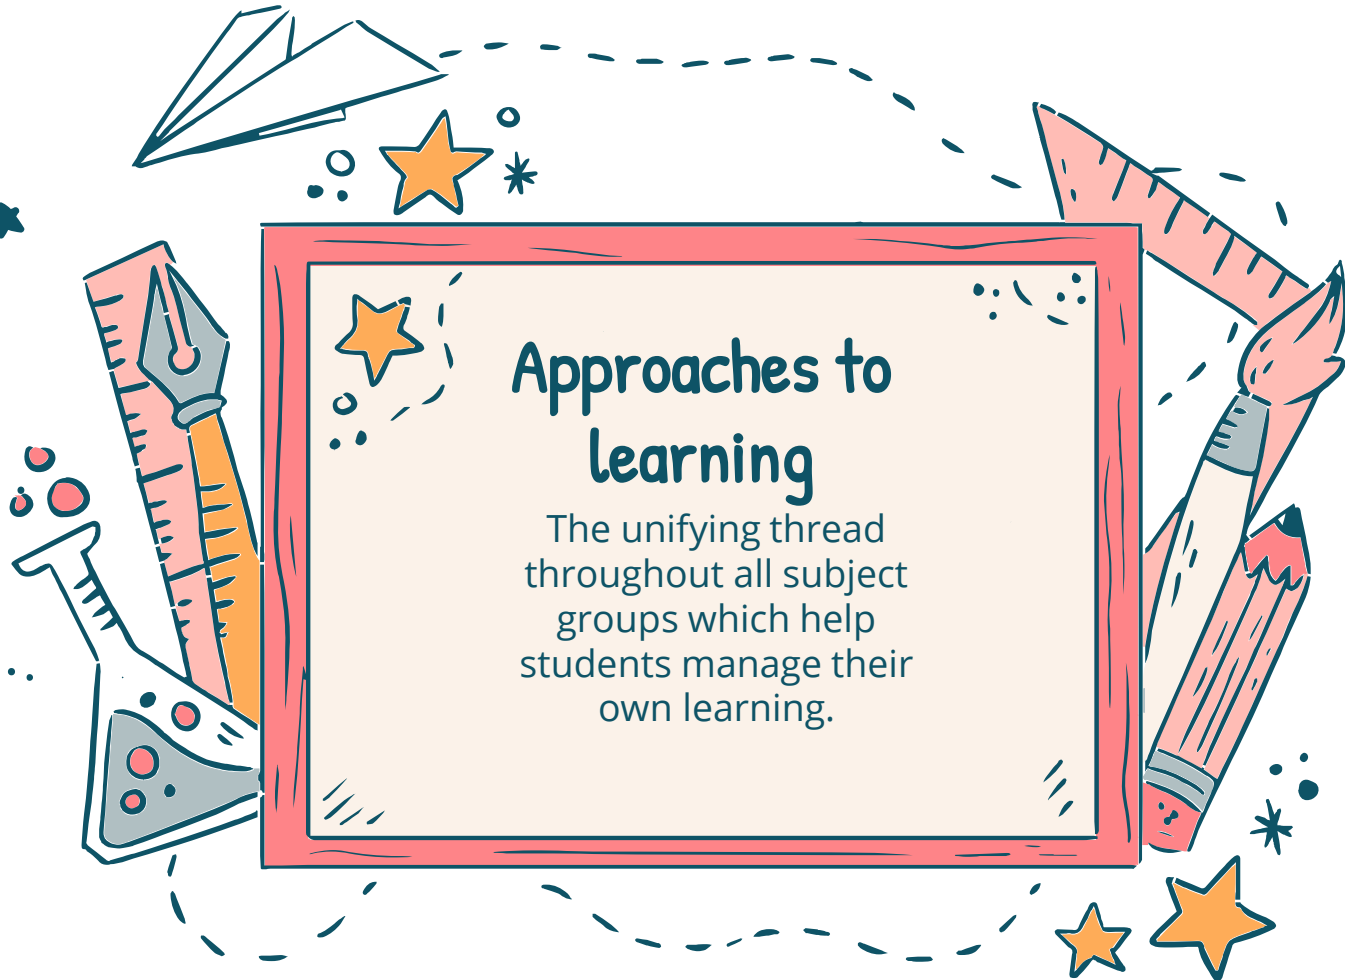 Approaches to
learning
The unifying thread
throughout all subject
groups which help
students manage their
own learning.